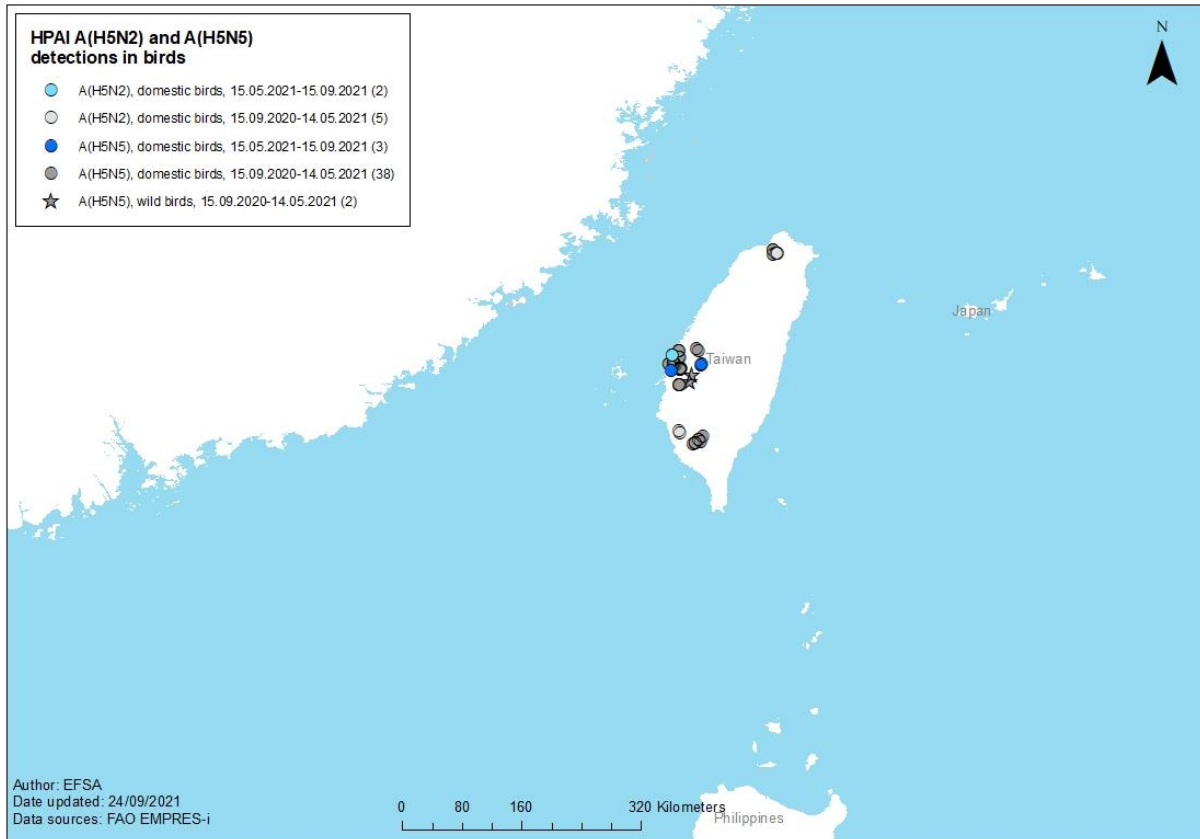 HPAI A(H5N2) and A(H5N5)
detections in birds
A(H5N2), domestic birds, 15.05.2021-15.09.2021 (2)
A(H5N2), domestic birds, 15.09.2020-14.05.2021 (5)
A(H5N5), domestic birds, 15.05.2021-15.09.2021 (3)
A(H5N5), domestic birds, 15.09.2020-14.05.2021 (38)
A(H5N5), wild birds, 15.09.2020-14.05.2021 (2)
N
Japan
Taiwan
Author: EFSA
Date updated: 24/09/2021
Data sources: FAO EMPRES-i
0 80 160 320 Kilometers
Philippines